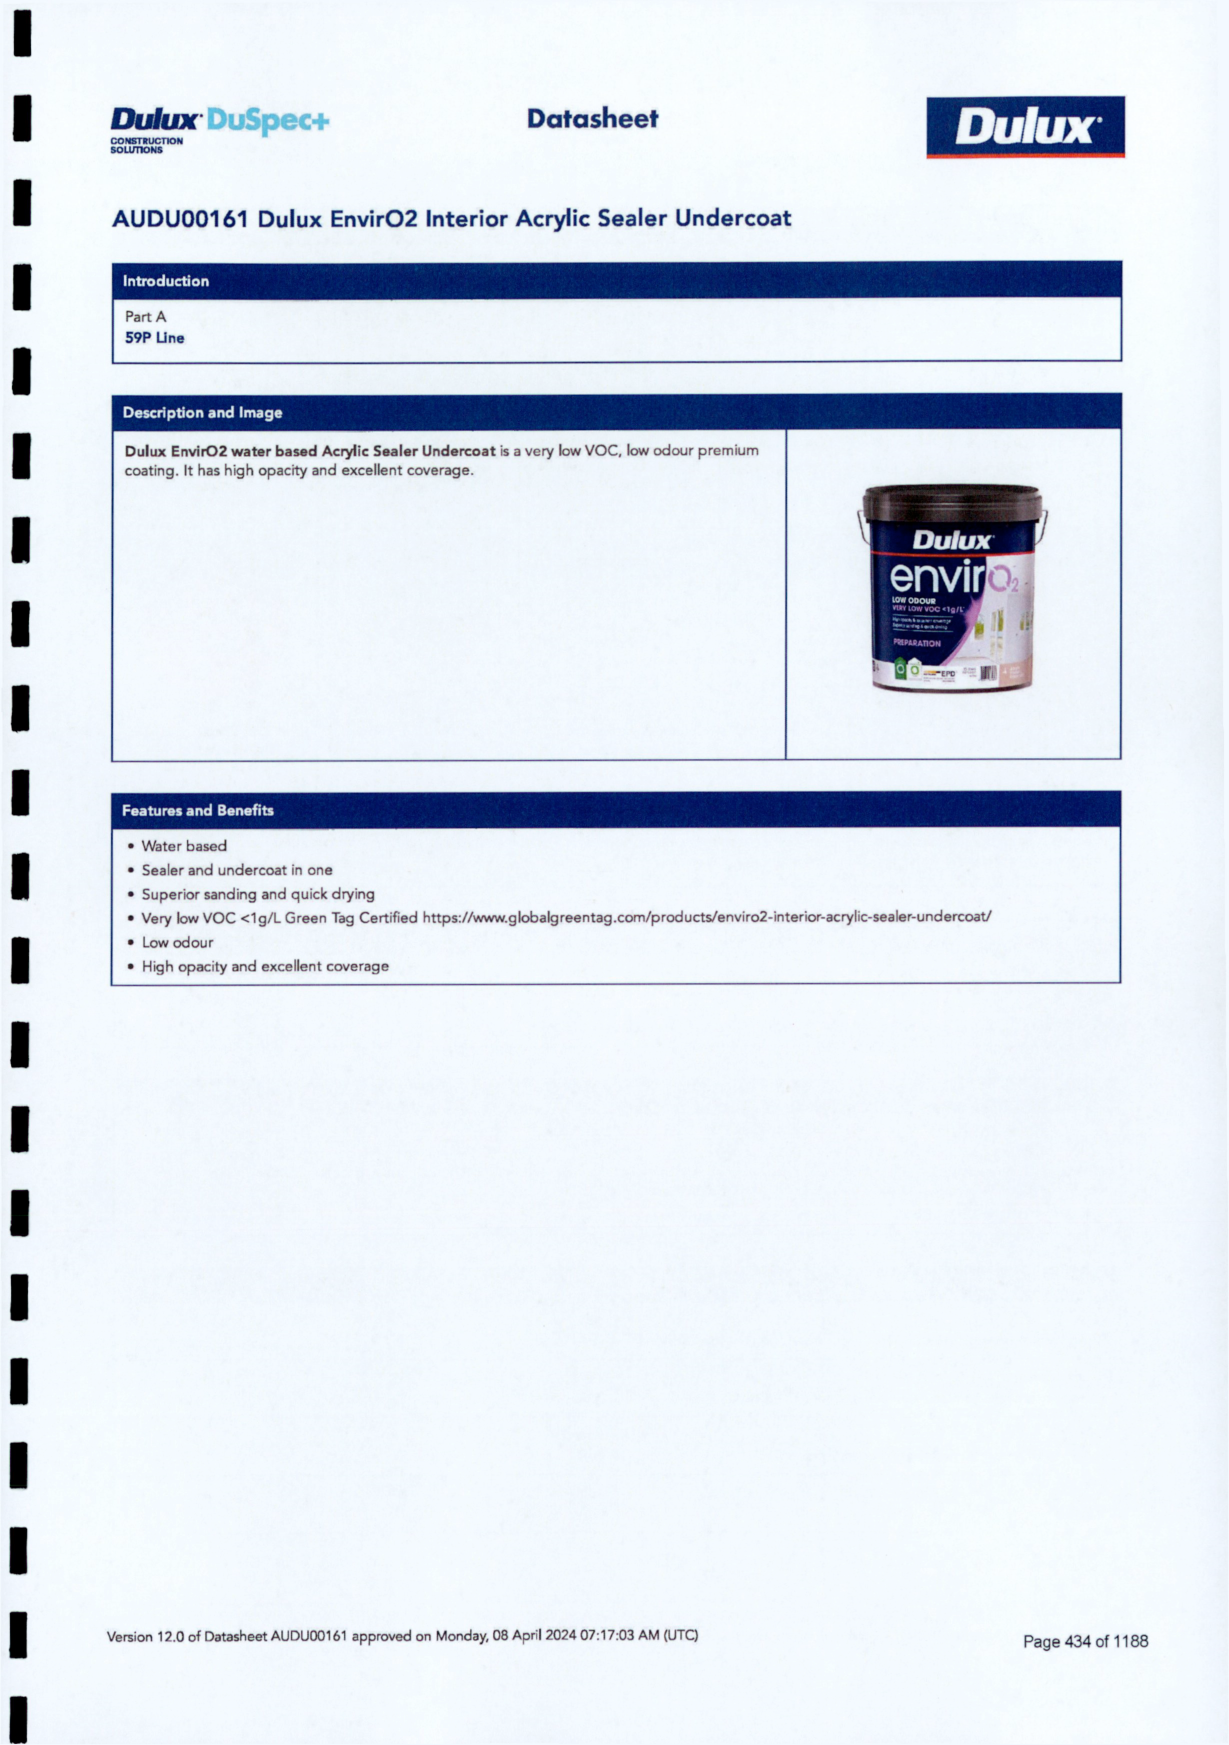 Dulux DuSpec+
CONSTRUCTION
SOLUTIONS
Datasheet
Dulux
AUDU00161 Dulux EnvirO2 Interior Acrylic Sealer Undercoat
Introduction
Part A
59P Line
Description and Image
Dulux EnvirO2 water based Acrylic Sealer Undercoat is a very low VOC, low odour premium
coating. It has high opacity and excellent coverage.
Dulux
envirO2
LOW ODOUR
VERY LOW VOC <1g/L
PREPARATION
EPD
Features and Benefits
• Water based
• Sealer and undercoat in one
• Superior sanding and quick drying
• Very low VOC <1g/L Green Tag Certified https://www.globalgreentag.com/products/enviro2-interior-acrylic-sealer-undercoat/
• Low odour
• High opacity and excellent coverage
Version 12.0 of Datasheet AUDU00161 approved on Monday, 08 April 2024 07:17:03 AM (UTC)
Page 434 of 1188